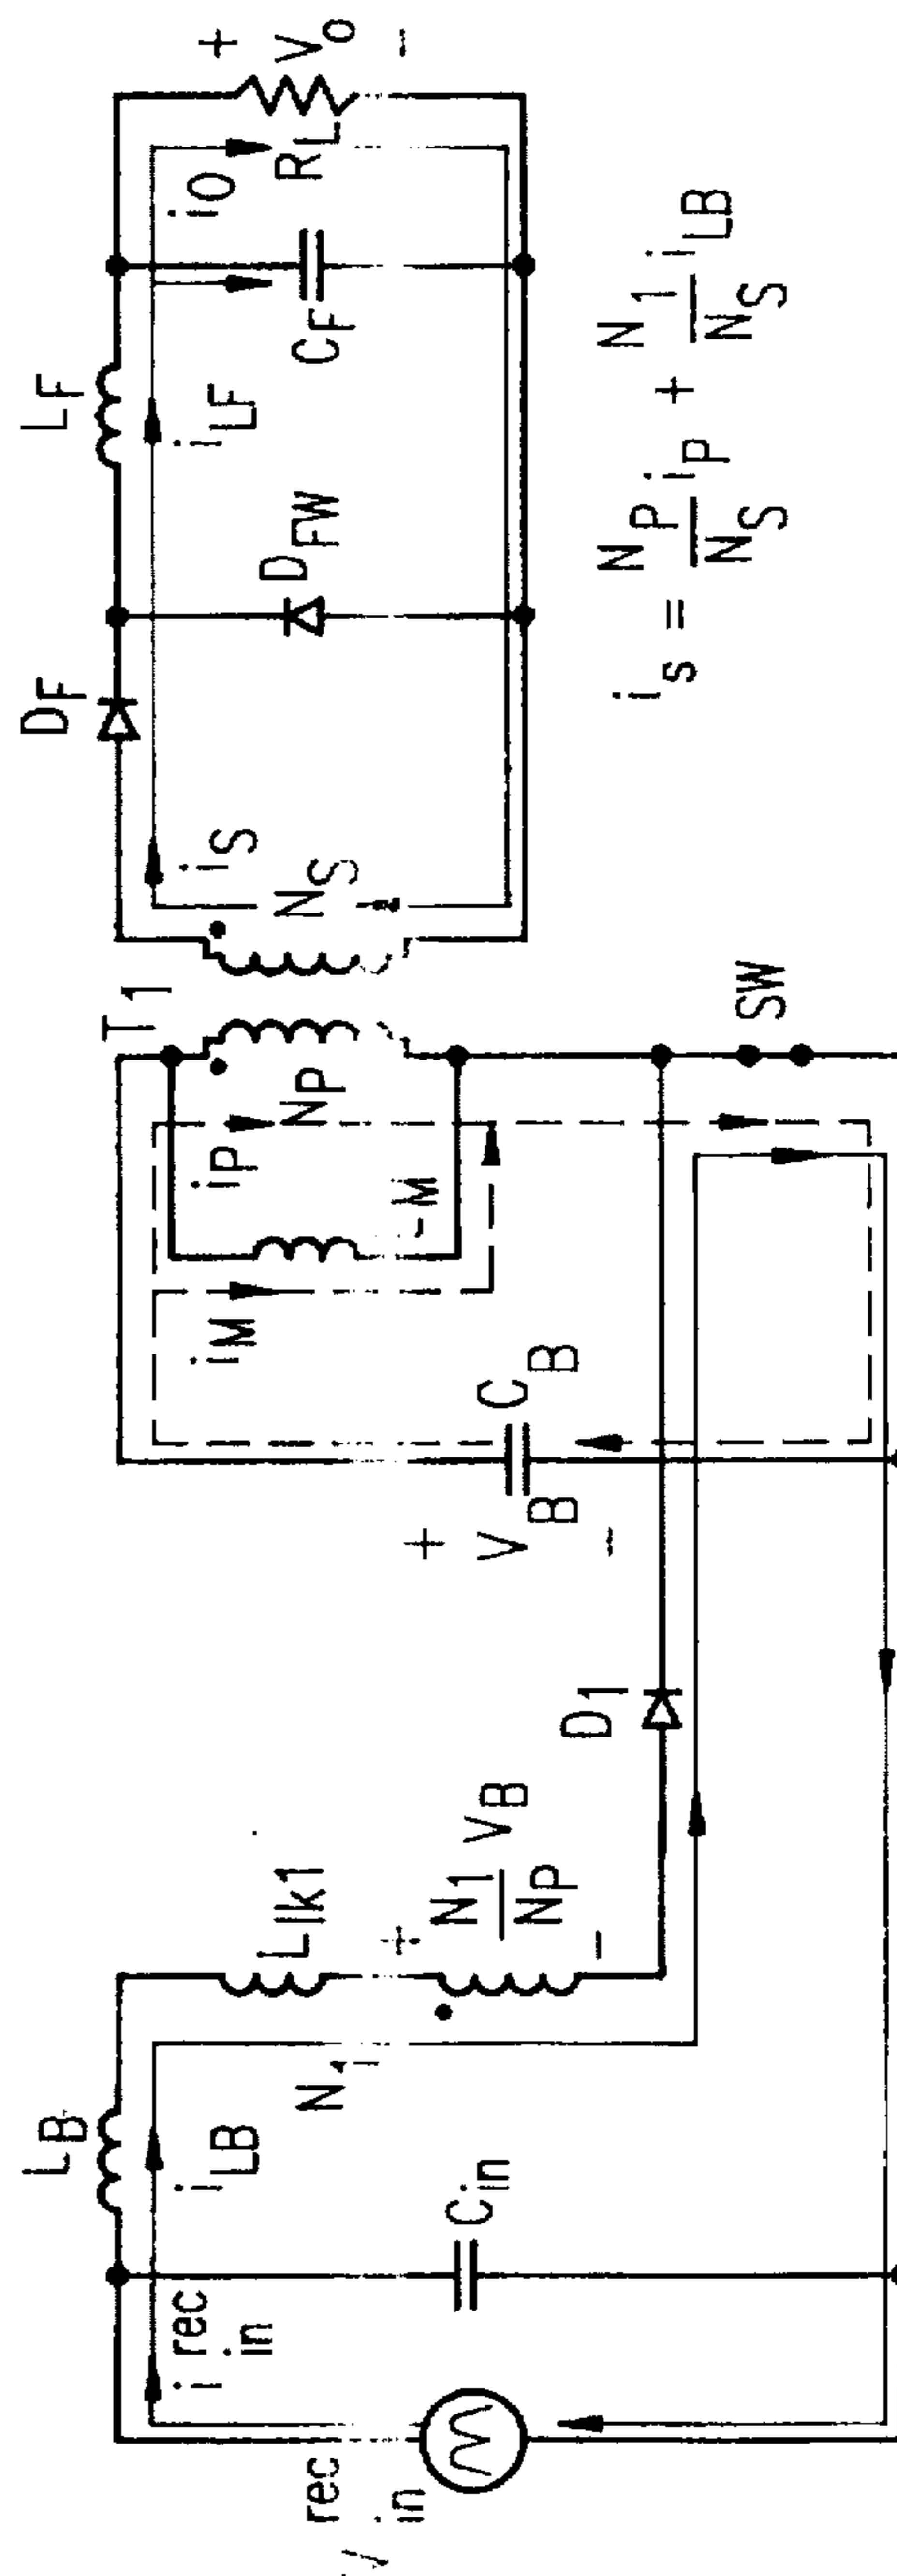 V_in^rec
i_in^rec
C_in
L_B
i_LB
N_1
L_lk1
+
N_1/N_P V_B
-
D_1
+
V_B
-
C_B
i_M
i_P
N_P
T_1
SW
N_S
i_S
D_F
D_FW
L_F
i_LF
C_F
i_O
R_L
+
V_o
-
i_s = N_P/N_S i_P + N_1/N_S i_LB